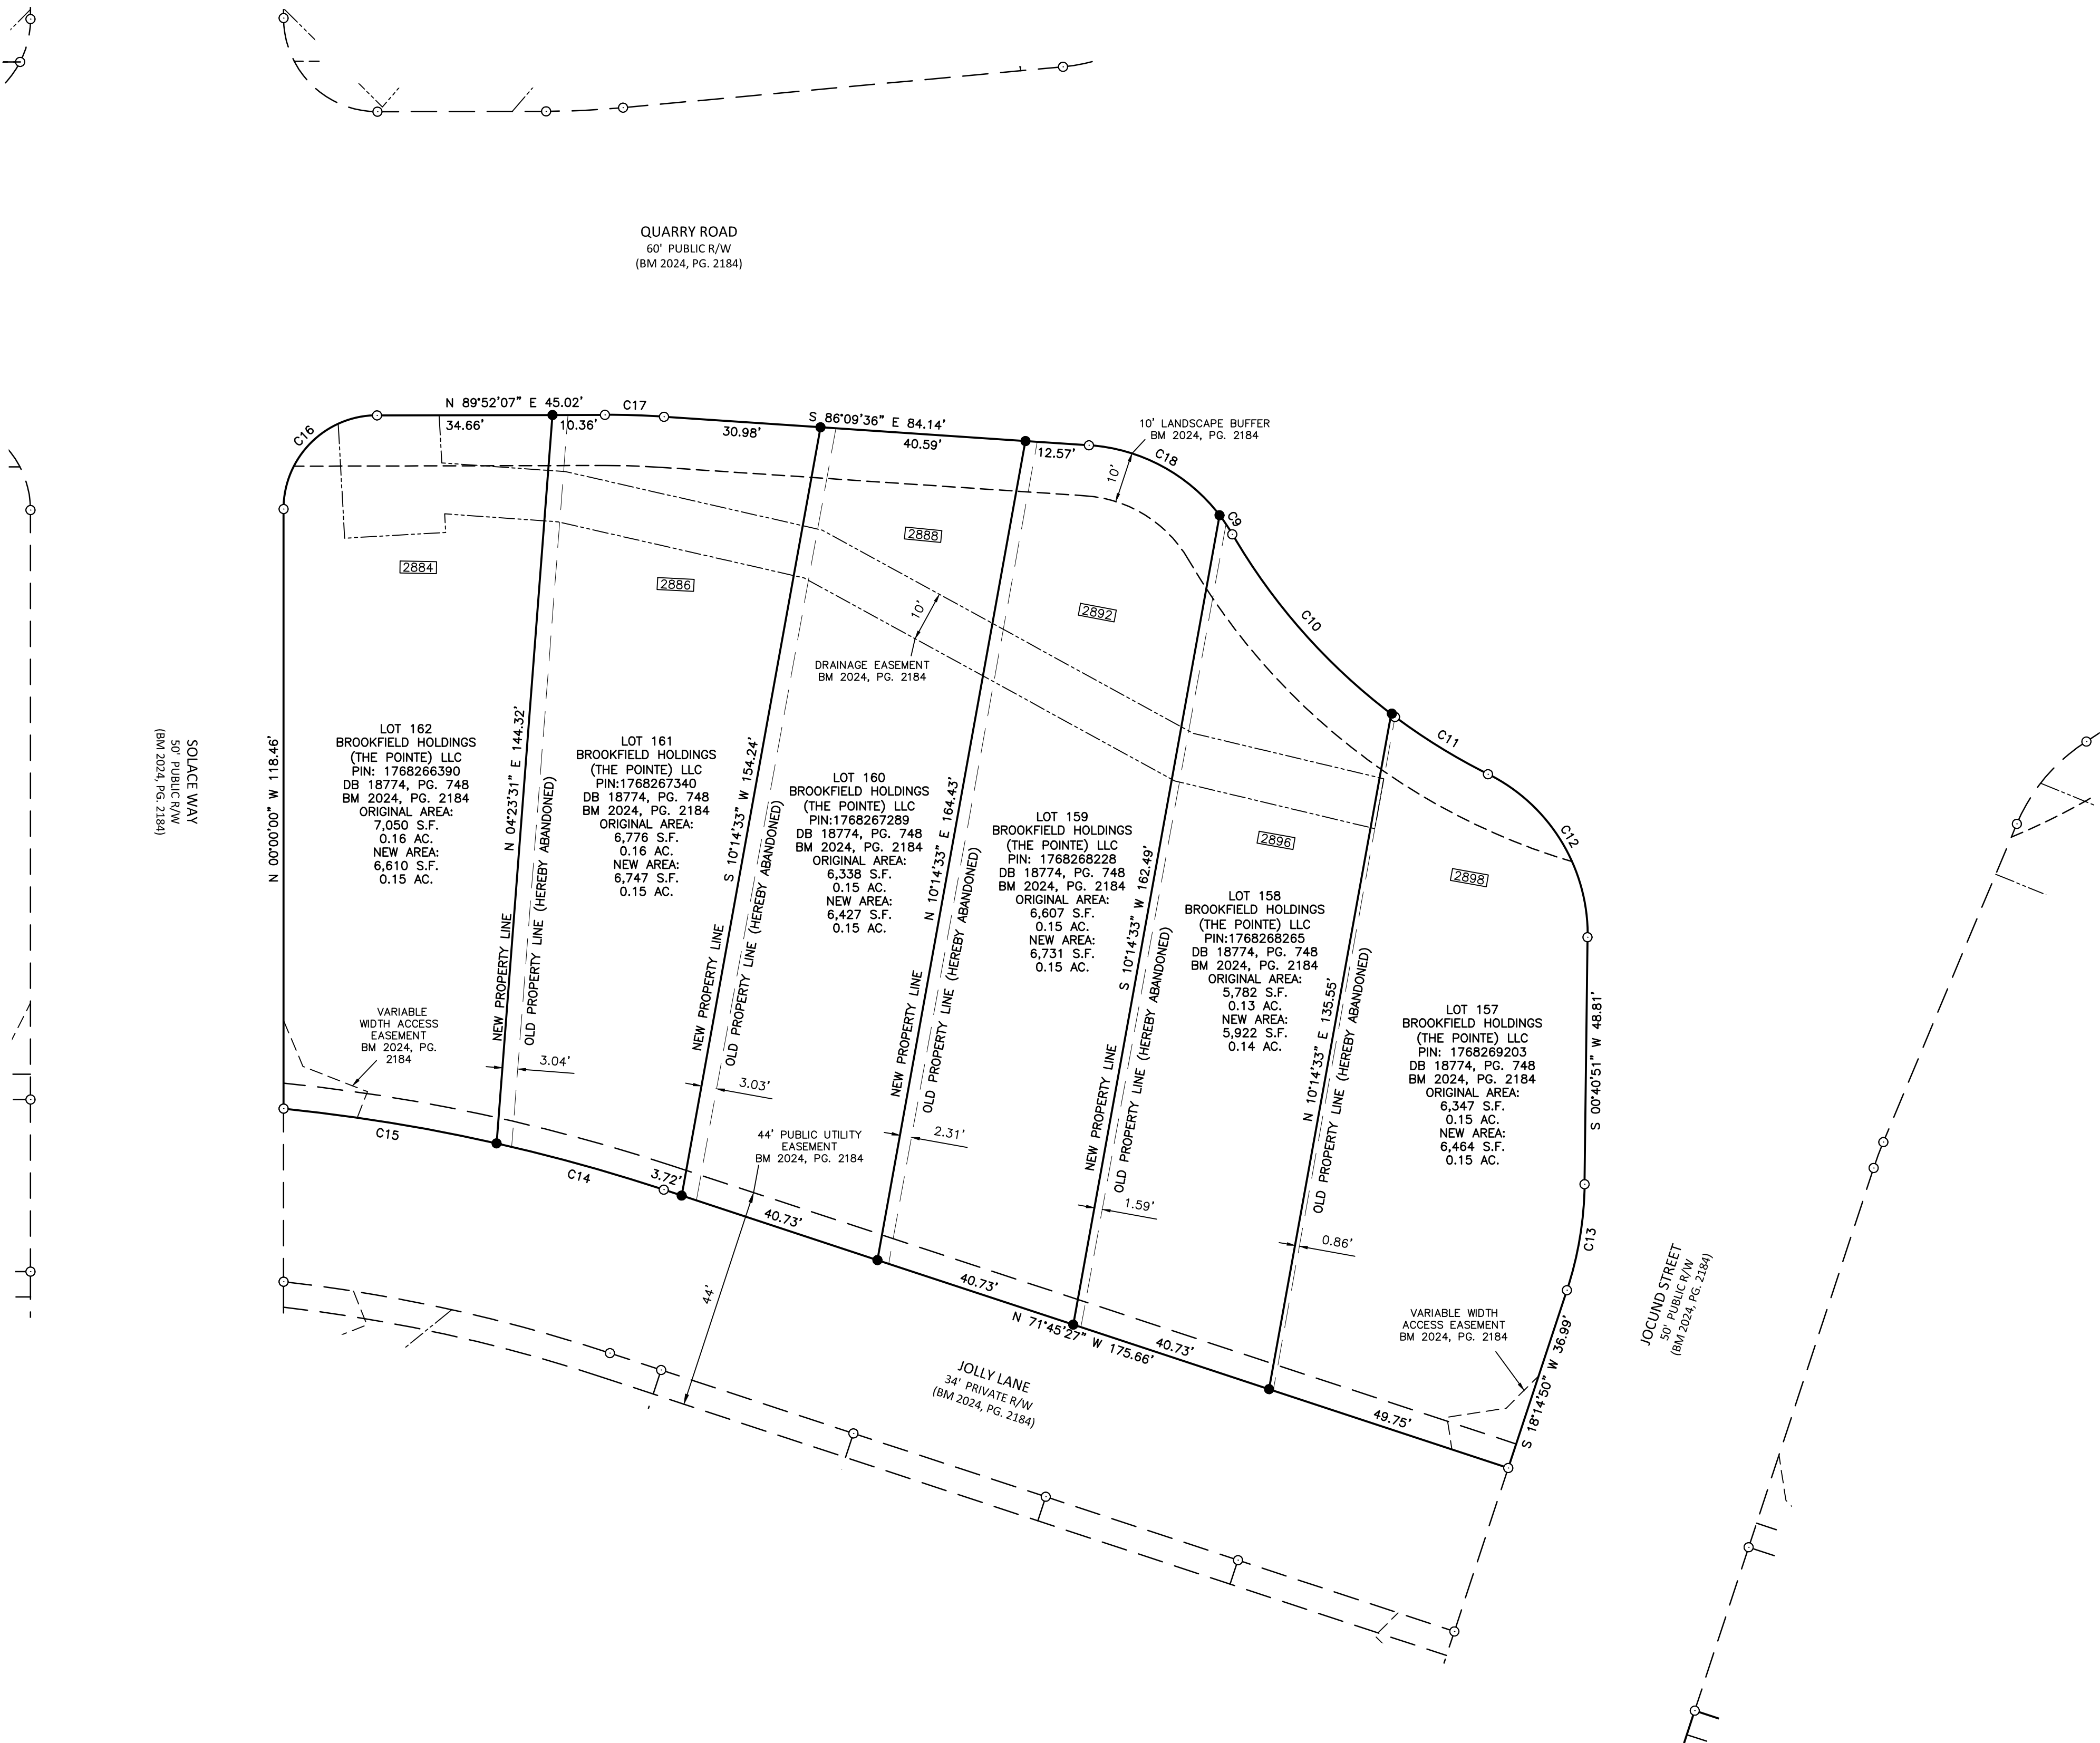 QUARRY ROAD
60' PUBLIC R/W
(BM 2024, PG. 2184)
N 89°52'07" E 45.02'
34.66'
10.36'
C16
C17
30.98'
S 86°09'36" E 84.14'
40.59'
12.57'
10' LANDSCAPE BUFFER
BM 2024, PG. 2184
10'
C18
C9
C10
C11
C12
2884
2886
2888
2892
2896
2898
10'
DRAINAGE EASEMENT
BM 2024, PG. 2184
SOLACE WAY
50' PUBLIC R/W
(BM 2024, PG. 2184)
N 00°00'00" W 118.46'
LOT 162
BROOKFIELD HOLDINGS
(THE POINTE) LLC
PIN: 1768266390
DB 18774, PG. 748
BM 2024, PG. 2184
ORIGINAL AREA:
7,050 S.F.
0.16 AC.
NEW AREA:
6,610 S.F.
0.15 AC.
N 04°23'31" E 144.32'
NEW PROPERTY LINE
OLD PROPERTY LINE (HEREBY ABANDONED)
LOT 161
BROOKFIELD HOLDINGS
(THE POINTE) LLC
PIN:1768267340
DB 18774, PG. 748
BM 2024, PG. 2184
ORIGINAL AREA:
6,776 S.F.
0.16 AC.
NEW AREA:
6,747 S.F.
0.15 AC.
S 10°14'33" W 154.24'
NEW PROPERTY LINE
OLD PROPERTY LINE (HEREBY ABANDONED)
LOT 160
BROOKFIELD HOLDINGS
(THE POINTE) LLC
PIN:1768267289
DB 18774, PG. 748
BM 2024, PG. 2184
ORIGINAL AREA:
6,338 S.F.
0.15 AC.
NEW AREA:
6,427 S.F.
0.15 AC.
N 10°14'33" E 164.43'
NEW PROPERTY LINE
OLD PROPERTY LINE (HEREBY ABANDONED)
LOT 159
BROOKFIELD HOLDINGS
(THE POINTE) LLC
PIN: 1768268228
DB 18774, PG. 748
BM 2024, PG. 2184
ORIGINAL AREA:
6,607 S.F.
0.15 AC.
NEW AREA:
6,731 S.F.
0.15 AC.
S 10°14'33" W 162.49'
NEW PROPERTY LINE
OLD PROPERTY LINE (HEREBY ABANDONED)
LOT 158
BROOKFIELD HOLDINGS
(THE POINTE) LLC
PIN:1768268265
DB 18774, PG. 748
BM 2024, PG. 2184
ORIGINAL AREA:
5,782 S.F.
0.13 AC.
NEW AREA:
5,922 S.F.
0.14 AC.
N 10°14'33" E 135.55'
OLD PROPERTY LINE (HEREBY ABANDONED)
LOT 157
BROOKFIELD HOLDINGS
(THE POINTE) LLC
PIN: 1768269203
DB 18774, PG. 748
BM 2024, PG. 2184
ORIGINAL AREA:
6,347 S.F.
0.15 AC.
NEW AREA:
6,464 S.F.
0.15 AC.
S 00°40'51" W 48.81'
C13
S 18°14'50" W 36.99'
VARIABLE
WIDTH ACCESS
EASEMENT
BM 2024, PG.
2184
3.04'
3.03'
2.31'
1.59'
0.86'
C15
C14
3.72'
44' PUBLIC UTILITY
EASEMENT
BM 2024, PG. 2184
44'
40.73'
40.73'
40.73'
49.75'
N 71°45'27" W 175.66'
VARIABLE WIDTH
ACCESS EASEMENT
BM 2024, PG. 2184
JOLLY LANE
34' PRIVATE R/W
(BM 2024, PG. 2184)
JOCUND STREET
50' PUBLIC R/W
(BM 2024, PG. 2184)